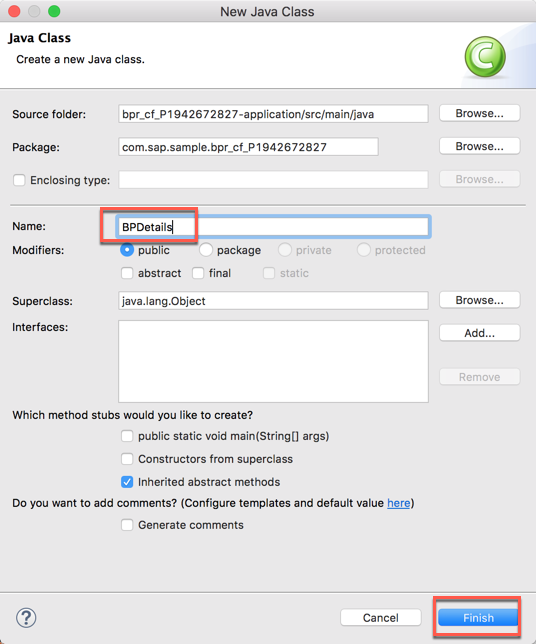 New Java Class
Java Class
Create a new Java class.
Source folder: bpr_cf_P1942672827-application/src/main/java Browse...
Package: com.sap.sample.bpr_cf_P1942672827 Browse...
Enclosing type: Browse...
Name: BPDetails
Modifiers: public package private protected
abstract final static
Superclass: java.lang.Object Browse...
Interfaces: Add...
Remove
Which method stubs would you like to create?
public static void main(String[] args)
Constructors from superclass
Inherited abstract methods
Do you want to add comments? (Configure templates and default value here)
Generate comments
? Cancel Finish